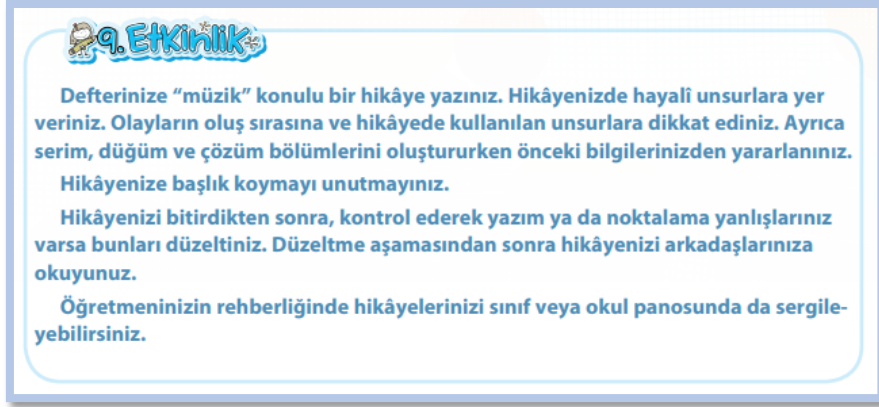 9. Etkinlik
Defterinize “müzik” konulu bir hikâye yazınız. Hikâyenizde hayalî unsurlara yer
veriniz. Olayların oluş sırasına ve hikâyede kullanılan unsurlara dikkat ediniz. Ayrıca
serim, düğüm ve çözüm bölümlerini oluştururken önceki bilgilerinizden yararlanınız.
Hikâyenize başlık koymayı unutmayınız.
Hikâyenizi bitirdikten sonra, kontrol ederek yazım ya da noktalama yanlışlarınız
varsa bunları düzeltiniz. Düzeltme aşamasından sonra hikâyenizi arkadaşlarınıza
okuyunuz.
Öğretmeninizin rehberliğinde hikâyelerinizi sınıf veya okul panosunda da sergile-
yebilirsiniz.